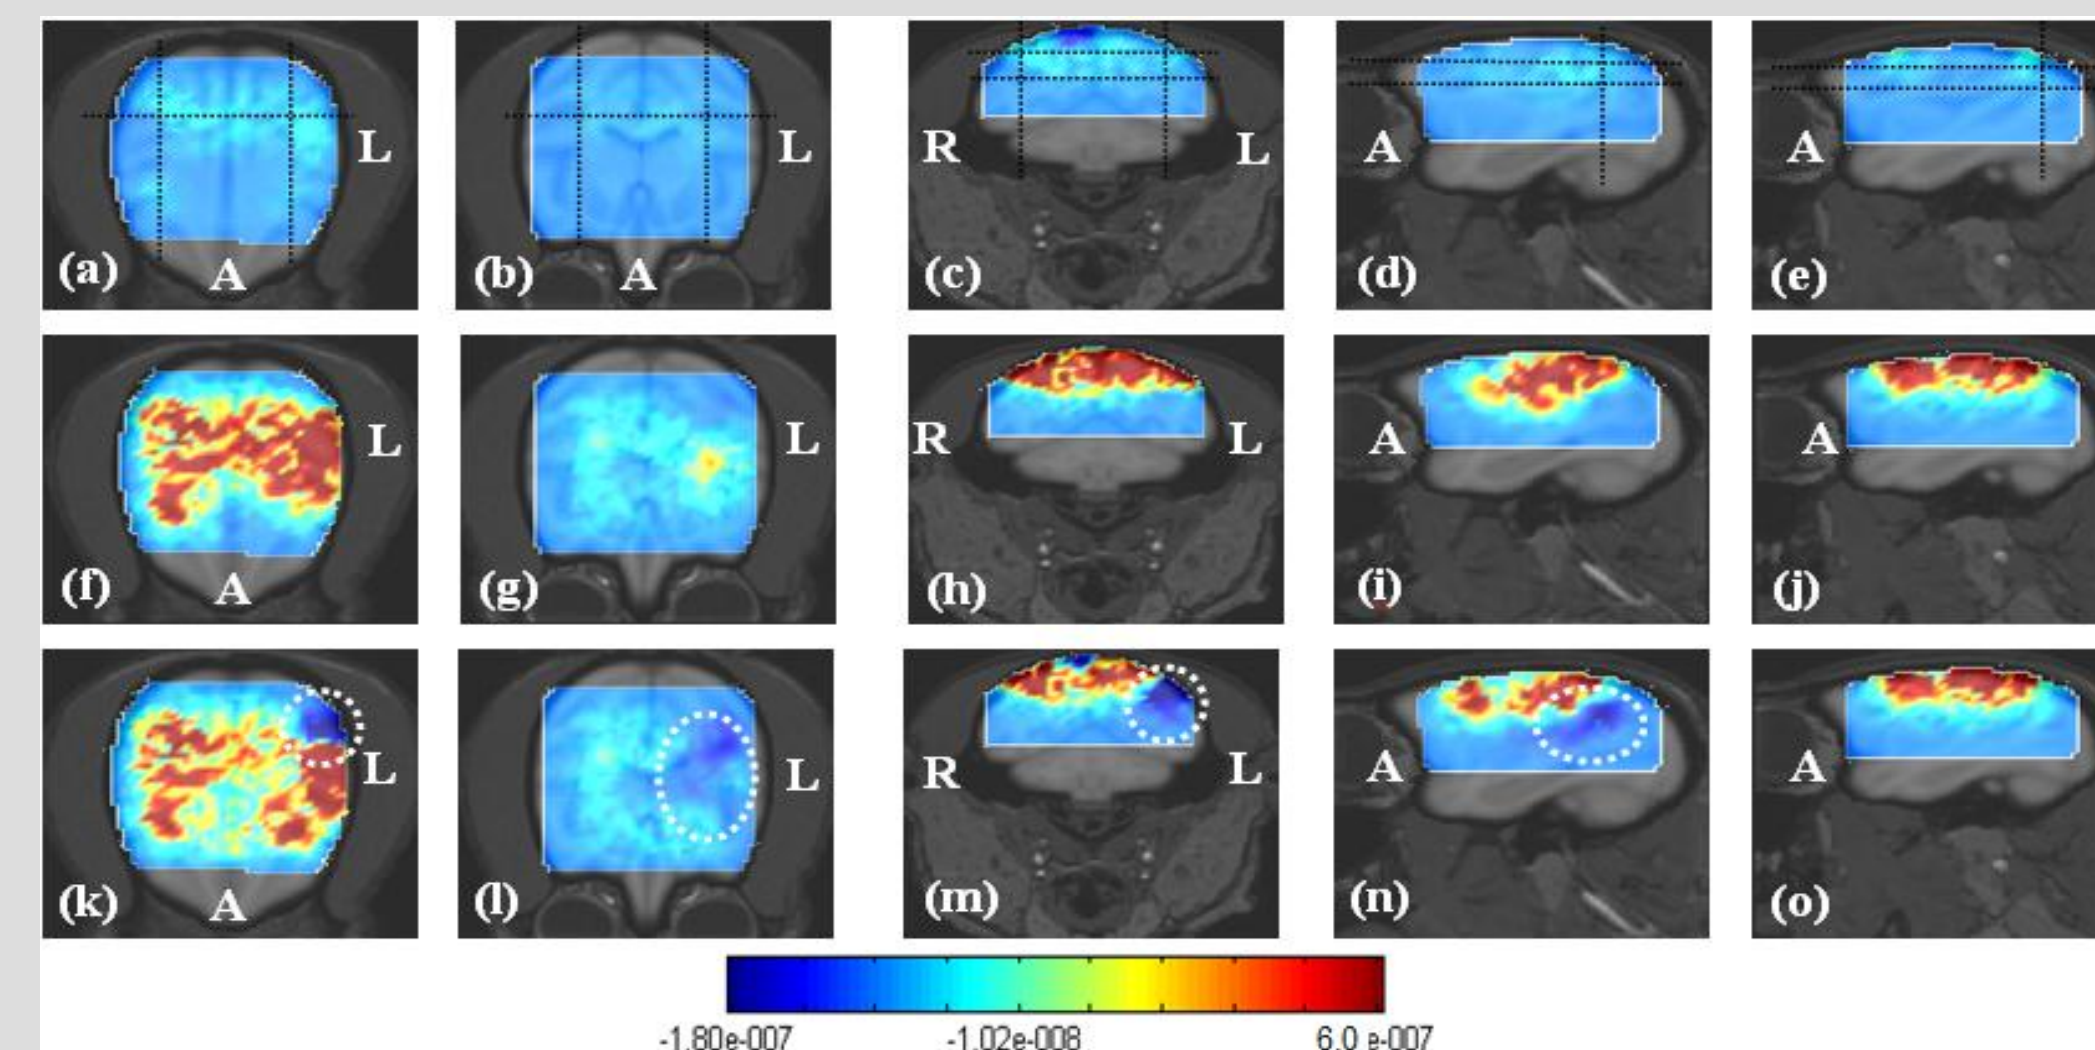 L L R L A A
(a) A (b) A (c) (d) (e)
L L R L A A
(f) A (g) (h) (i) (j)
L L R L A A
(k) A (l) (m) (n) (o)
-1.80e-007 -1.02e-008 6.0 e-007